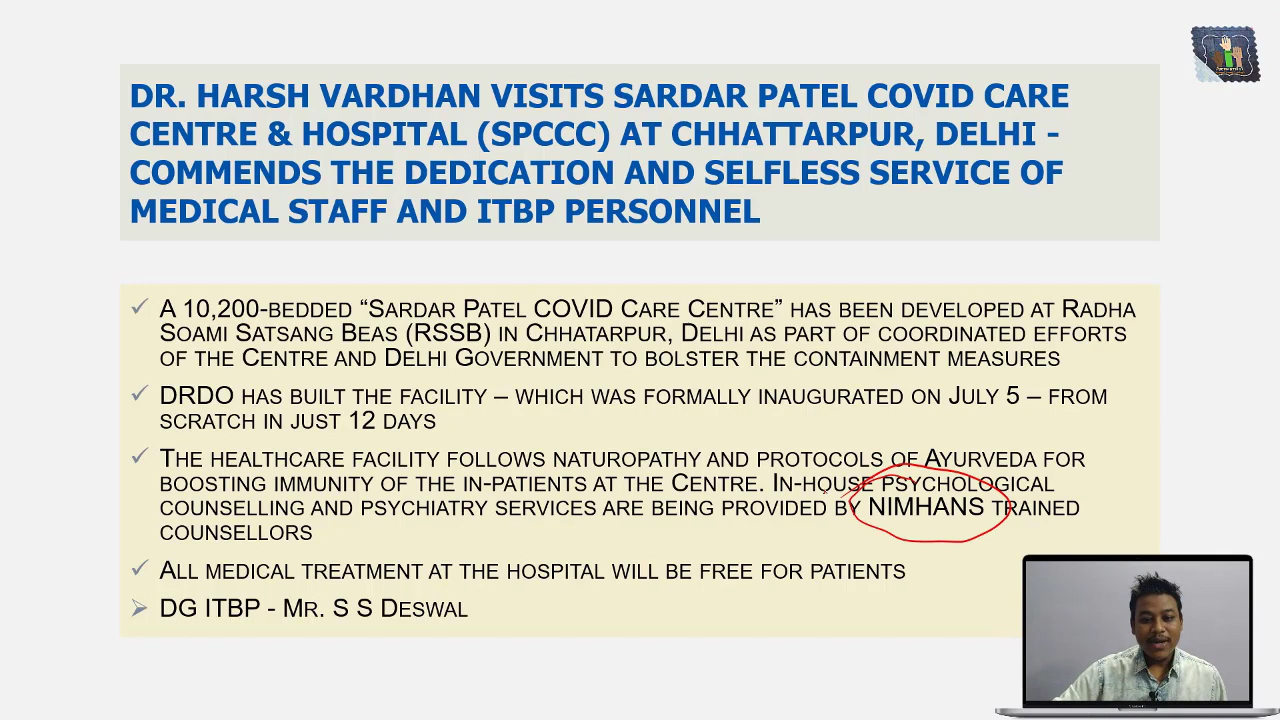 DR. HARSH VARDHAN VISITS SARDAR PATEL COVID CARE
CENTRE & HOSPITAL (SPCCC) AT CHHATTARPUR, DELHI -
COMMENDS THE DEDICATION AND SELFLESS SERVICE OF
MEDICAL STAFF AND ITBP PERSONNEL
✓ A 10,200-BEDDED “SARDAR PATEL COVID CARE CENTRE” HAS BEEN DEVELOPED AT RADHA
SOAMI SATSANG BEAS (RSSB) IN CHHATARPUR, DELHI AS PART OF COORDINATED EFFORTS
OF THE CENTRE AND DELHI GOVERNMENT TO BOLSTER THE CONTAINMENT MEASURES
✓ DRDO HAS BUILT THE FACILITY – WHICH WAS FORMALLY INAUGURATED ON JULY 5 – FROM
SCRATCH IN JUST 12 DAYS
✓ THE HEALTHCARE FACILITY FOLLOWS NATUROPATHY AND PROTOCOLS OF AYURVEDA FOR
BOOSTING IMMUNITY OF THE IN-PATIENTS AT THE CENTRE. IN-HOUSE PSYCHOLOGICAL
COUNSELLING AND PSYCHIATRY SERVICES ARE BEING PROVIDED BY NIMHANS TRAINED
COUNSELLORS
✓ ALL MEDICAL TREATMENT AT THE HOSPITAL WILL BE FREE FOR PATIENTS
➢ DG ITBP - MR. S S DESWAL